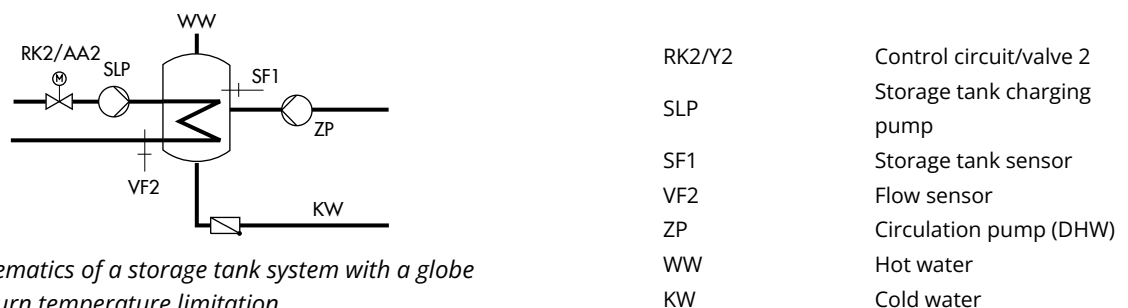 WW
RK2/AA2
SLP
M
SF1
ZP
VF2
KW
schematics of a storage tank system with a globe
return temperature limitation
RK2/Y2 Control circuit/valve 2
SLP Storage tank charging
pump
SF1 Storage tank sensor
VF2 Flow sensor
ZP Circulation pump (DHW)
WW Hot water
KW Cold water